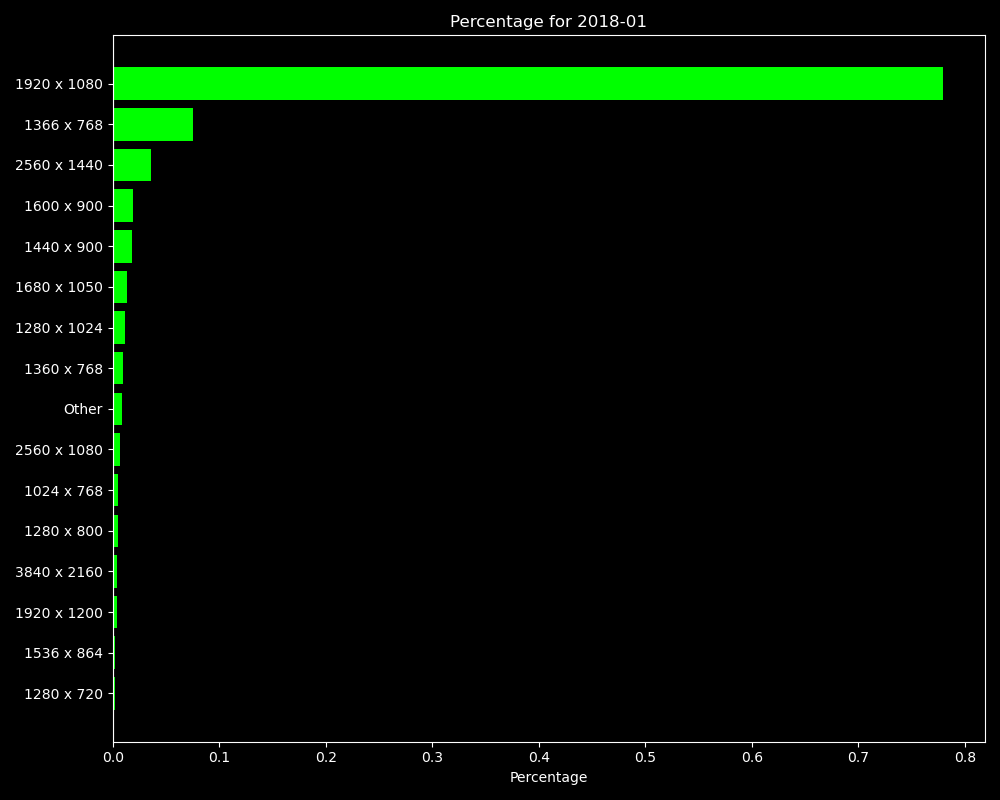 Percentage for 2018-01
1920 x 1080
1366 x 768
2560 x 1440
1600 x 900
1440 x 900
1680 x 1050
1280 x 1024
1360 x 768
Other
2560 x 1080
1024 x 768
1280 x 800
3840 x 2160
1920 x 1200
1536 x 864
1280 x 720
0.0 0.1 0.2 0.3 0.4 0.5 0.6 0.7 0.8
Percentage